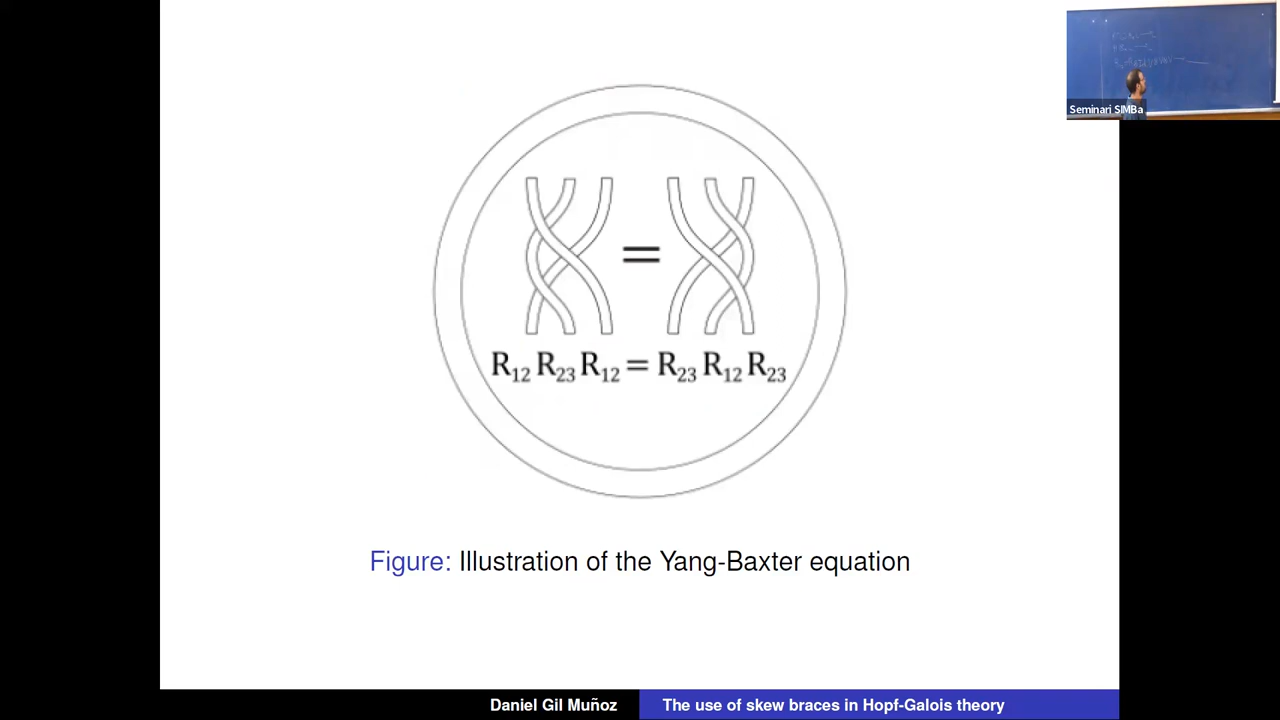 Seminari SIMBa
=
R12 R23 R12 = R23 R12 R23
Figure: Illustration of the Yang-Baxter equation
Daniel Gil Muñoz The use of skew braces in Hopf-Galois theory